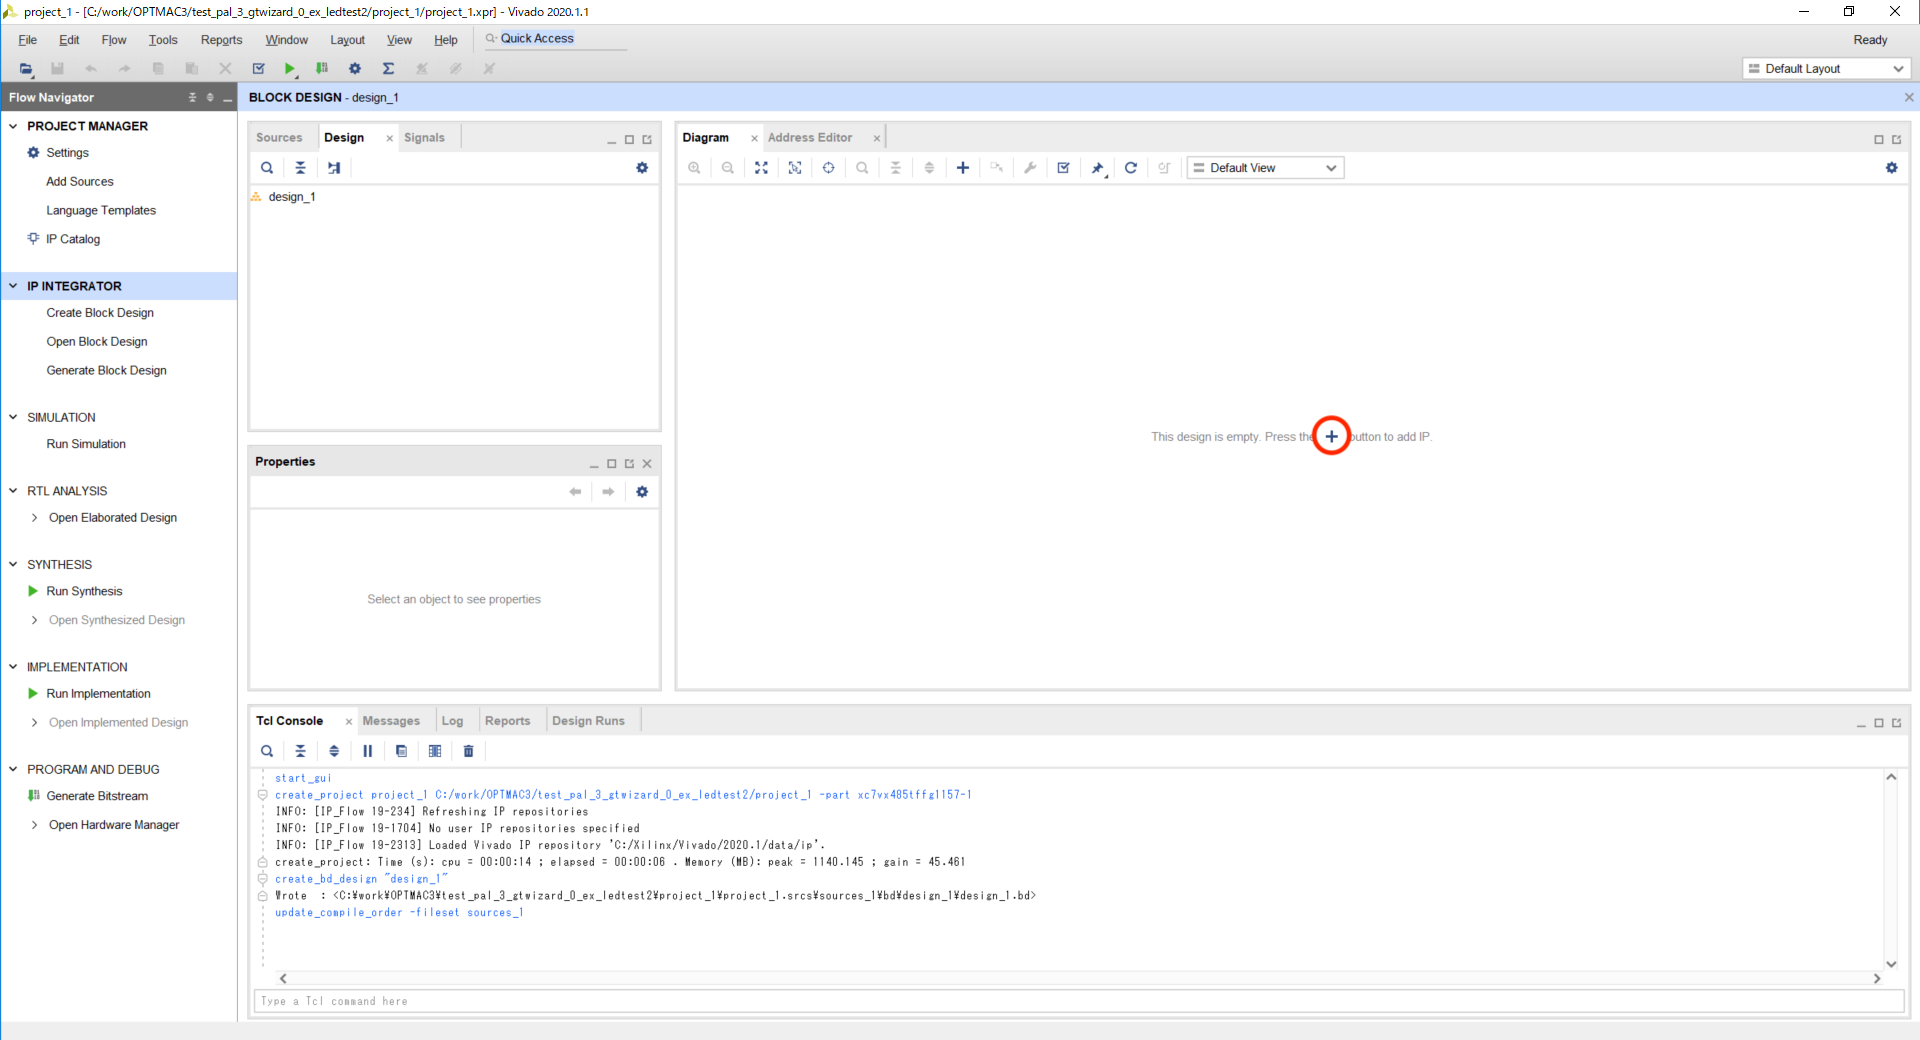 project_1 - [C:/work/OPTMAC3/test_pal_3_gtwizard_0_ex_ledtest2/project_1/project_1.xpr] - Vivado 2020.1.1
File Edit Flow Tools Reports Window Layout View Help Quick Access Ready
Default Layout
Flow Navigator
BLOCK DESIGN - design_1
PROJECT MANAGER
Settings
Add Sources
Language Templates
IP Catalog
IP INTEGRATOR
Create Block Design
Open Block Design
Generate Block Design
SIMULATION
Run Simulation
RTL ANALYSIS
Open Elaborated Design
SYNTHESIS
Run Synthesis
Open Synthesized Design
IMPLEMENTATION
Run Implementation
Open Implemented Design
PROGRAM AND DEBUG
Generate Bitstream
Open Hardware Manager
Sources Design Signals
design_1
Properties
Select an object to see properties
Diagram Address Editor
Default View
This design is empty. Press the + button to add IP.
Tcl Console Messages Log Reports Design Runs
start_gui
create_project project_1 C:/work/OPTMAC3/test_pal_3_gtwizard_0_ex_ledtest2/project_1 -part xc7vx485tffg1157-1
INFO: [IP_Flow 19-234] Refreshing IP repositories
INFO: [IP_Flow 19-1704] No user IP repositories specified
INFO: [IP_Flow 19-2313] Loaded Vivado IP repository 'C:/Xilinx/Vivado/2020.1/data/ip'.
create_project: Time (s): cpu = 00:00:14 ; elapsed = 00:00:06 . Memory (MB): peak = 1140.145 ; gain = 45.461
create_bd_design "design_1"
Wrote : <C:¥work¥OPTMAC3¥test_pal_3_gtwizard_0_ex_ledtest2¥project_1¥project_1.srcs¥sources_1¥bd¥design_1¥design_1.bd>
update_compile_order -fileset sources_1
Type a Tcl command here